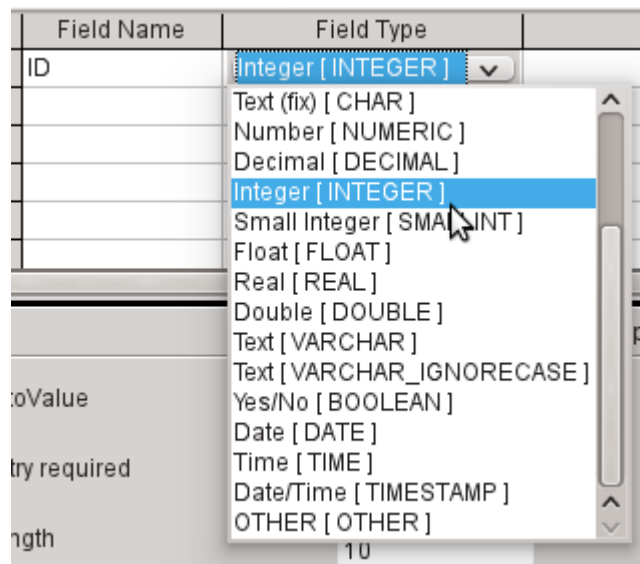 Field Name Field Type
ID Integer [ INTEGER ]
Text (fix) [ CHAR ]
Number [ NUMERIC ]
Decimal [ DECIMAL ]
Integer [ INTEGER ]
Small Integer [ SMALLINT ]
Float [ FLOAT ]
Real [ REAL ]
Double [ DOUBLE ]
Text [ VARCHAR ]
Text [ VARCHAR_IGNORECASE ]
oValue
Yes/No [ BOOLEAN ]
Date [ DATE ]
try required
Time [ TIME ]
Date/Time [ TIMESTAMP ]
OTHER [ OTHER ]
ngth
10